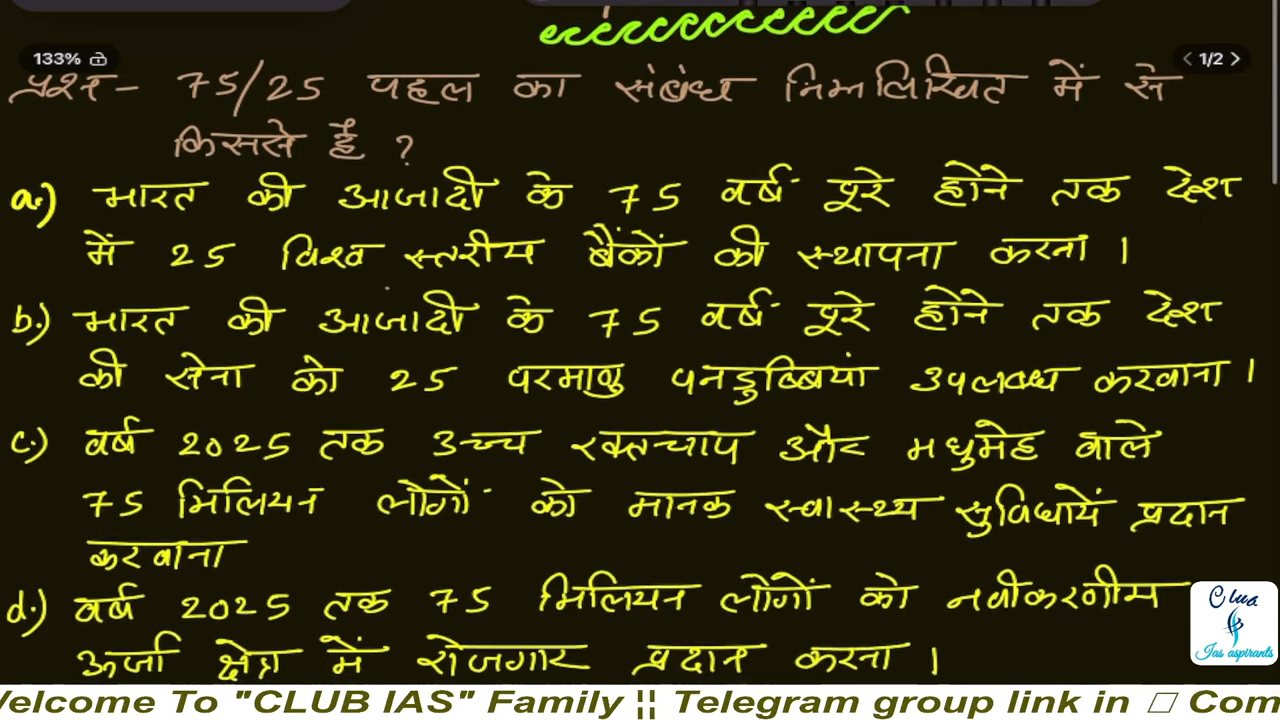 133%
1/2
प्रश्न- 75/25 पहल का संबंध निम्नलिखित में से
किससे है ?
a.) भारत की आजादी के 75 वर्ष पूरे होने तक देश
में 25 विश्व स्तरीय बैंकों की स्थापना करना ।
b.) भारत की आजादी के 75 वर्ष पूरे होने तक देश
की सेना को 25 परमाणु पनडुब्बियां उपलब्ध करवाना ।
c.) वर्ष 2025 तक उच्च रक्तचाप और मधुमेह वाले
75 मिलियन लोगों को मानक स्वास्थ्य सुविधायें प्रदान
करवाना
d.) वर्ष 2025 तक 75 मिलियन लोगों को नवीकरणीय
ऊर्जा क्षेत्र में रोजगार प्रदान करना ।
Club
Ias aspirants
Velcome To "CLUB IAS" Family ¦¦ Telegram group link in □ Com